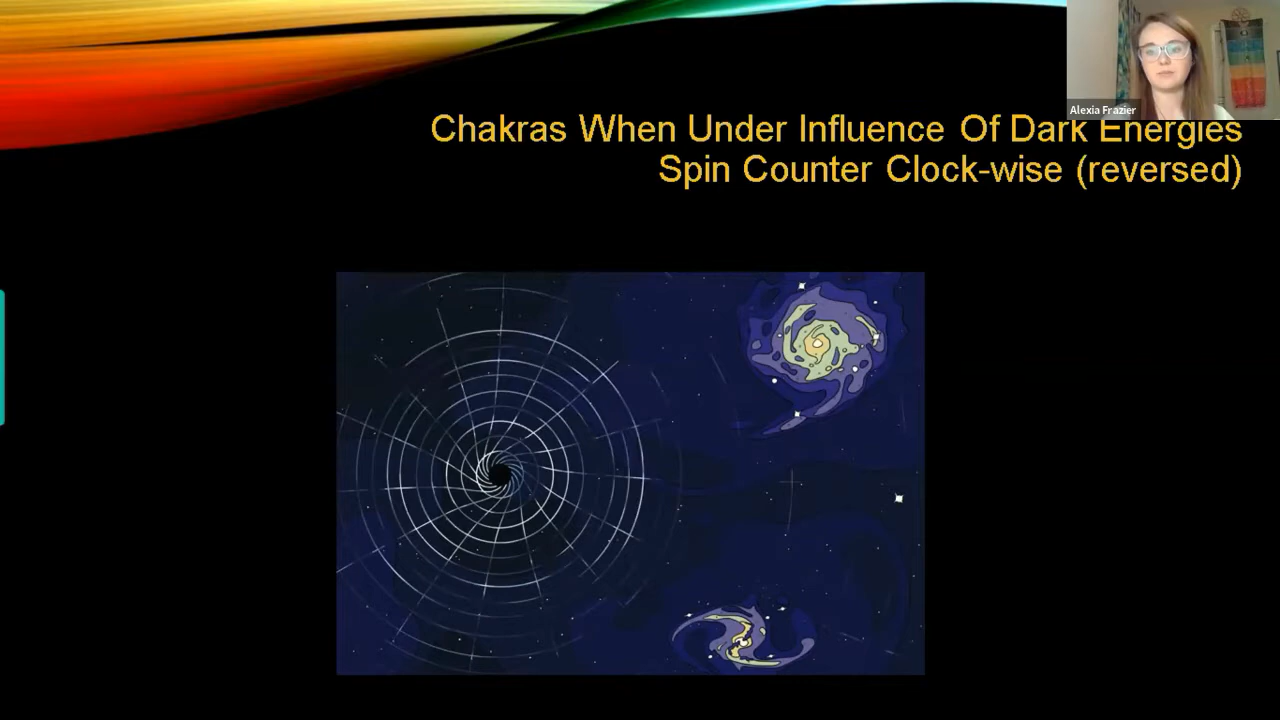 Alexia Frazier
Chakras When Under Influence Of Dark Energies
Spin Counter Clock-wise (reversed)